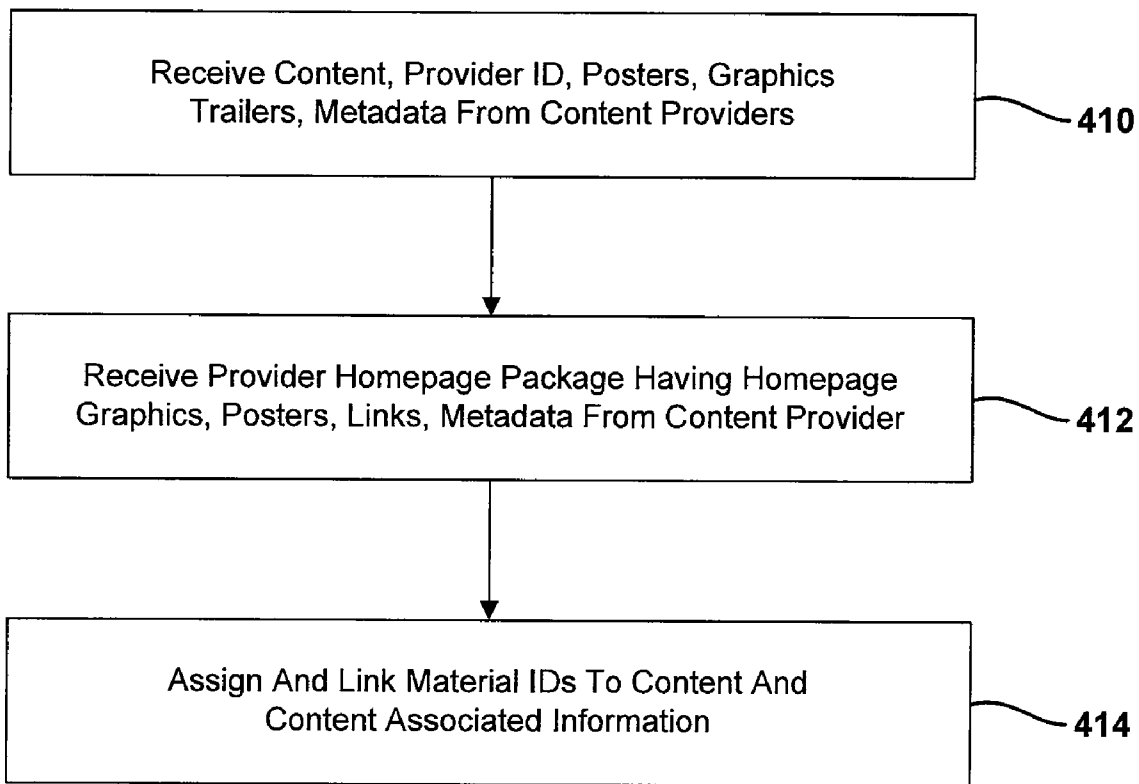 Receive Content, Provider ID, Posters, Graphics
Trailers, Metadata From Content Providers
410
Receive Provider Homepage Package Having Homepage
Graphics, Posters, Links, Metadata From Content Provider
412
Assign And Link Material IDs To Content And
Content Associated Information
414